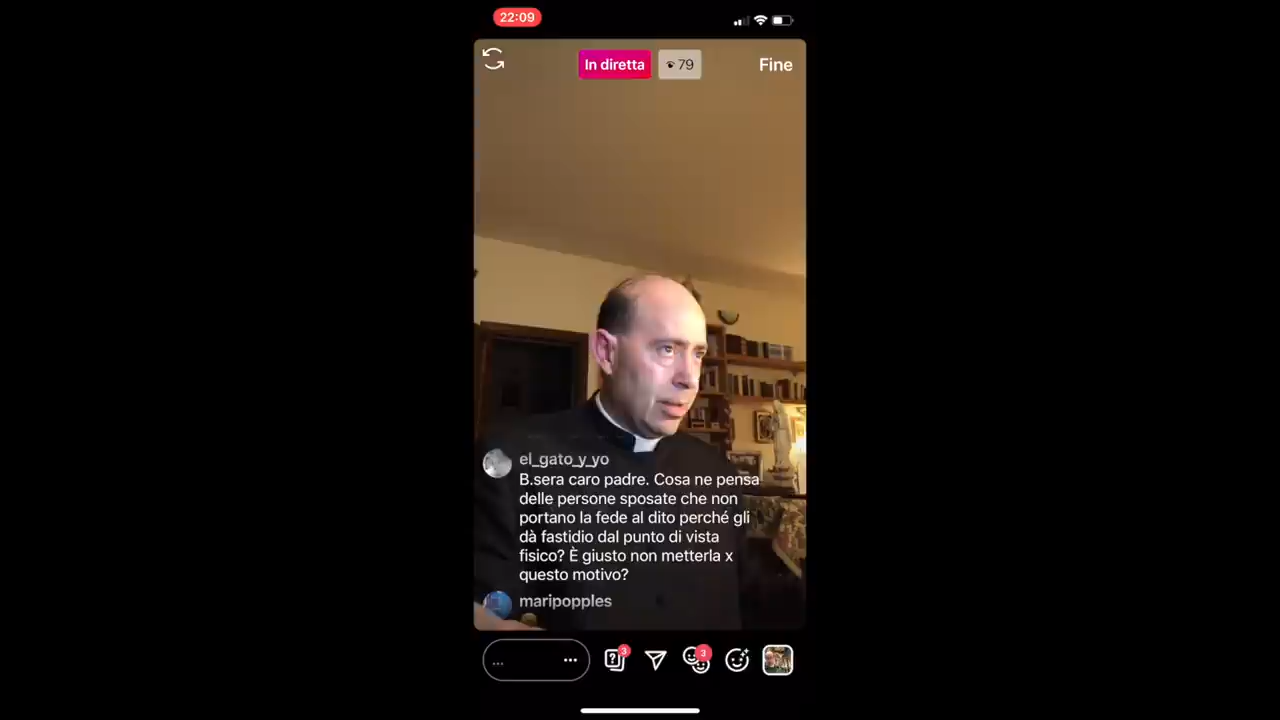 22:09
In diretta
79
Fine
el_gato_y_yo
B.sera caro padre. Cosa ne pensa
delle persone sposate che non
portano la fede al dito perché gli
dà fastidio dal punto di vista
fisico? È giusto non metterla x
questo motivo?
maripopples
...
3
3